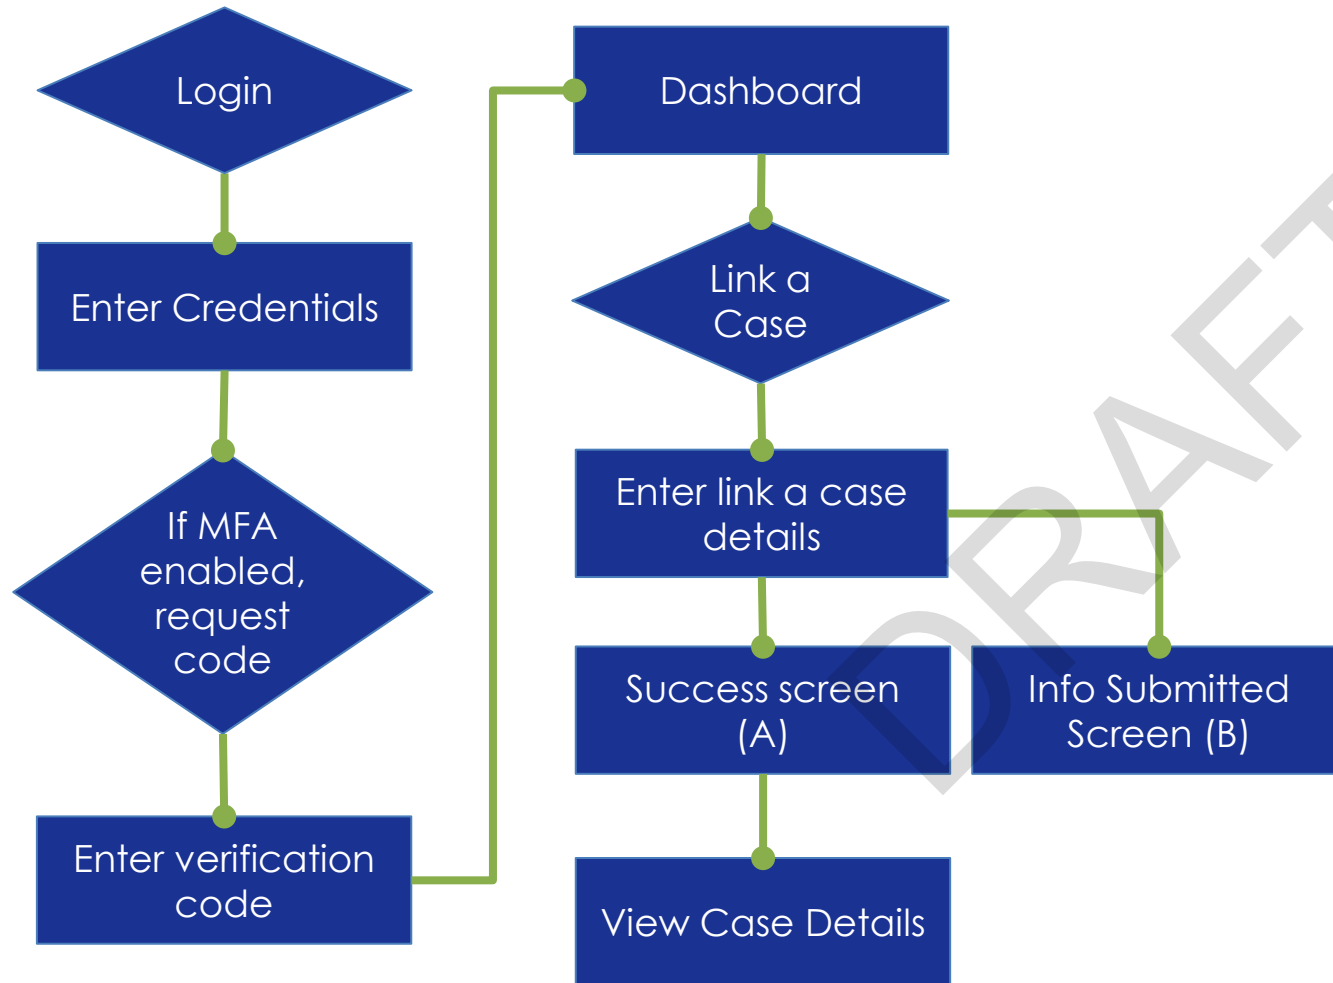 Login
Enter Credentials
If MFA
enabled,
request
code
Enter verification
code
Dashboard
Link a
Case
Enter link a case
details
Success screen
(A)
Info Submitted
Screen (B)
View Case Details
DRAFT